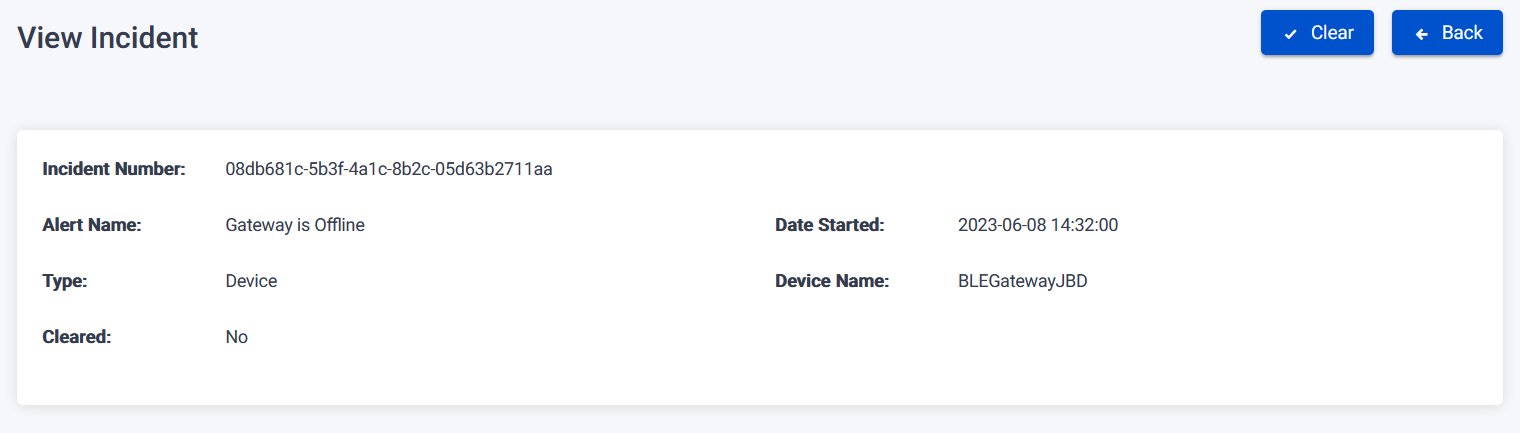 View Incident
Clear
Back
Incident Number: 08db681c-5b3f-4a1c-8b2c-05d63b2711aa
Alert Name: Gateway is Offline Date Started: 2023-06-08 14:32:00
Type: Device Device Name: BLEGatewayJBD
Cleared: No